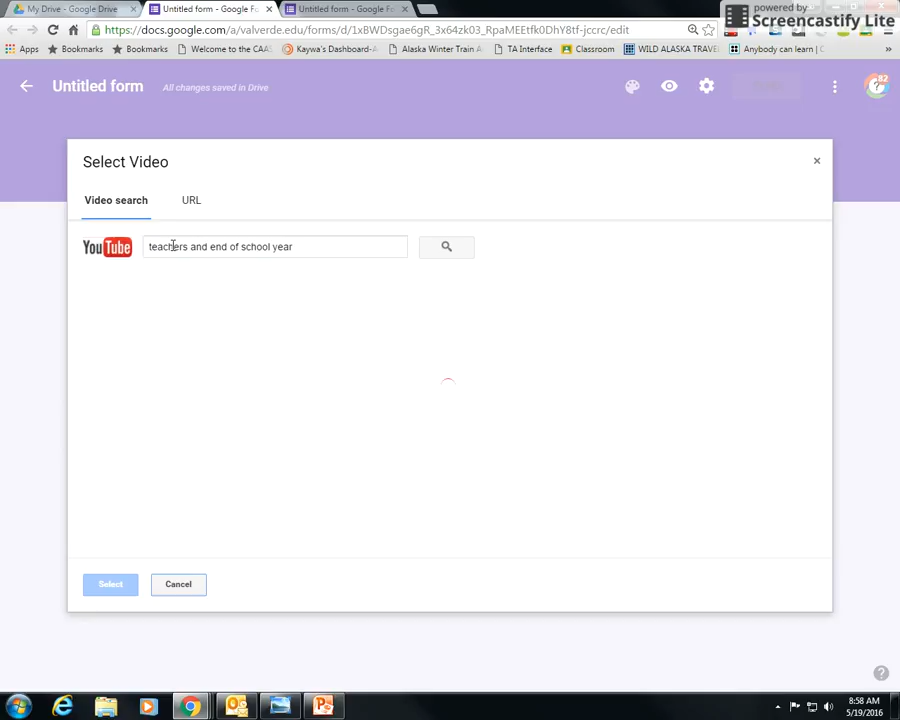 My Drive - Google Drive
Untitled form - Google Fo
Untitled form - Google Fo
powered by
Screencastify Lite
https://docs.google.com/a/valverde.edu/forms/d/1xBWDsgae6gR_3x64zk03_RpaMEEtfk0DhY8tf-jccrc/edit
Apps
Bookmarks
Bookmarks
Welcome to the CAAS
Kaywa's Dashboard-A
Alaska Winter Train A
TA Interface
Classroom
WILD ALASKA TRAVEL
Anybody can learn | C
»
Untitled form
All changes saved in Drive
82
Select Video
×
Video search
URL
YouTube
teachers and end of school year
Select
Cancel
?
8:58 AM
5/19/2016